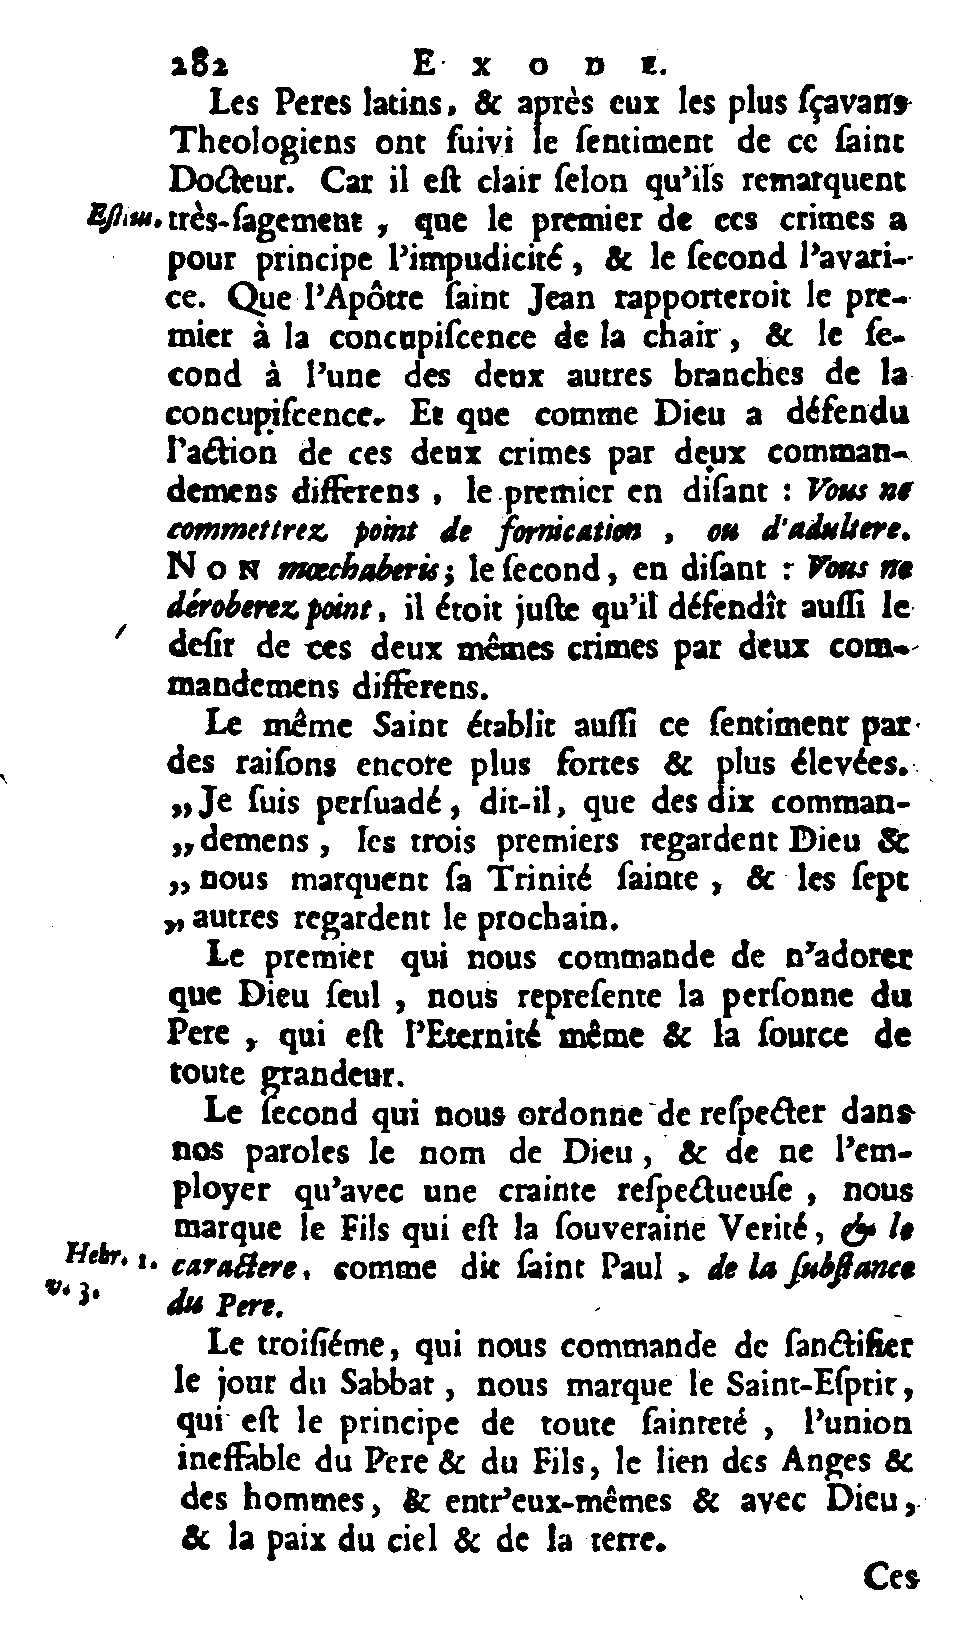 282 EXODE.
Les Peres latins, & après eux les plus ſçavans
Theologiens ont ſuivi le ſentiment de ce ſaint
Docteur. Car il eſt clair ſelon qu'ils remarquent
Eſtius. très-ſagement, que le premier de ces crimes a
pour principe l'impudicité, & le ſecond l'avari-
ce. Que l'Apôtre ſaint Jean rapporteroit le pre-
mier à la concupiſcence de la chair, & le ſe-
cond à l'une des deux autres branches de la
concupiſcence. Et que comme Dieu a défendu
l'action de ces deux crimes par deux comman-
demens differens, le premier en diſant : Vous ne
commettrez point de fornication, ou d'adultere.
NON mœchaberis; le ſecond, en diſant : Vous ne
déroberez point, il étoit juſte qu'il défendît auſſi le
deſir de ces deux mêmes crimes par deux com-
mandemens differens.
Le même Saint établit auſſi ce ſentiment par
des raiſons encore plus fortes & plus élevées.
„Je ſuis perſuadé, dit-il, que des dix comman-
„demens, les trois premiers regardent Dieu &
„nous marquent ſa Trinité ſainte, & les ſept
„autres regardent le prochain.
Le premier qui nous commande de n'adorer
que Dieu ſeul, nous repreſente la perſonne du
Pere, qui eſt l'Eternité même & la ſource de
toute grandeur.
Le ſecond qui nous ordonne de reſpecter dans
nos paroles le nom de Dieu, & de ne l'em-
ployer qu'avec une crainte reſpectueuſe, nous
marque le Fils qui eſt la ſouveraine Verité, & le
Hebr. 1. caractere, comme dit ſaint Paul, de la ſubſtance
v. 3. du Pere.
Le troiſiéme, qui nous commande de ſanctifier
le jour du Sabbat, nous marque le Saint-Eſprit,
qui eſt le principe de toute ſainteté, l'union
ineffable du Pere & du Fils, le lien des Anges &
des hommes, & entr'eux-mêmes & avec Dieu,
& la paix du ciel & de la terre.
Ces